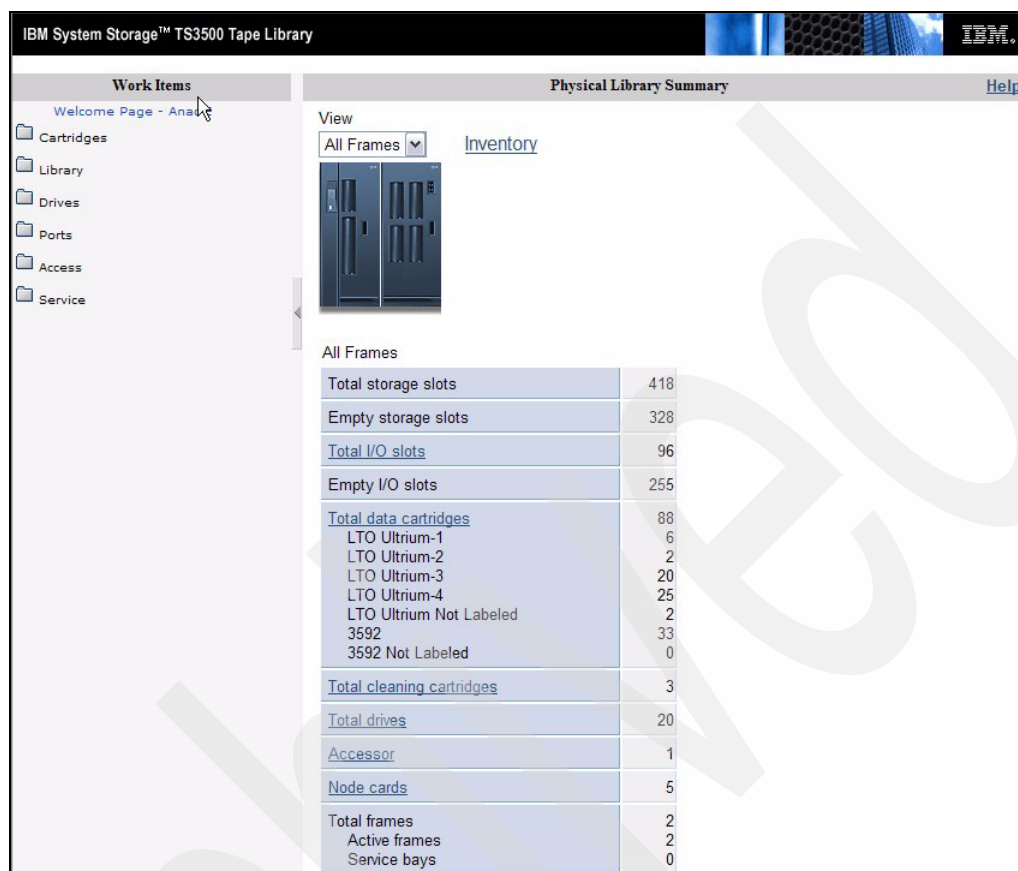 IBM System Storage™ TS3500 Tape Library
IBM.
Work Items
Welcome Page -
Cartridges
Library
Drives
Ports
Access
Service
Physical Library Summary
Help
View
All Frames
Inventory
All Frames
Total storage slots 418
Empty storage slots 328
Total I/O slots 96
Empty I/O slots 255
Total data cartridges 88
LTO Ultrium-1 6
LTO Ultrium-2 2
LTO Ultrium-3 20
LTO Ultrium-4 25
LTO Ultrium Not Labeled 2
3592 33
3592 Not Labeled 0
Total cleaning cartridges 3
Total drives 20
Accessor 1
Node cards 5
Total frames 2
Active frames 2
Service bays 0